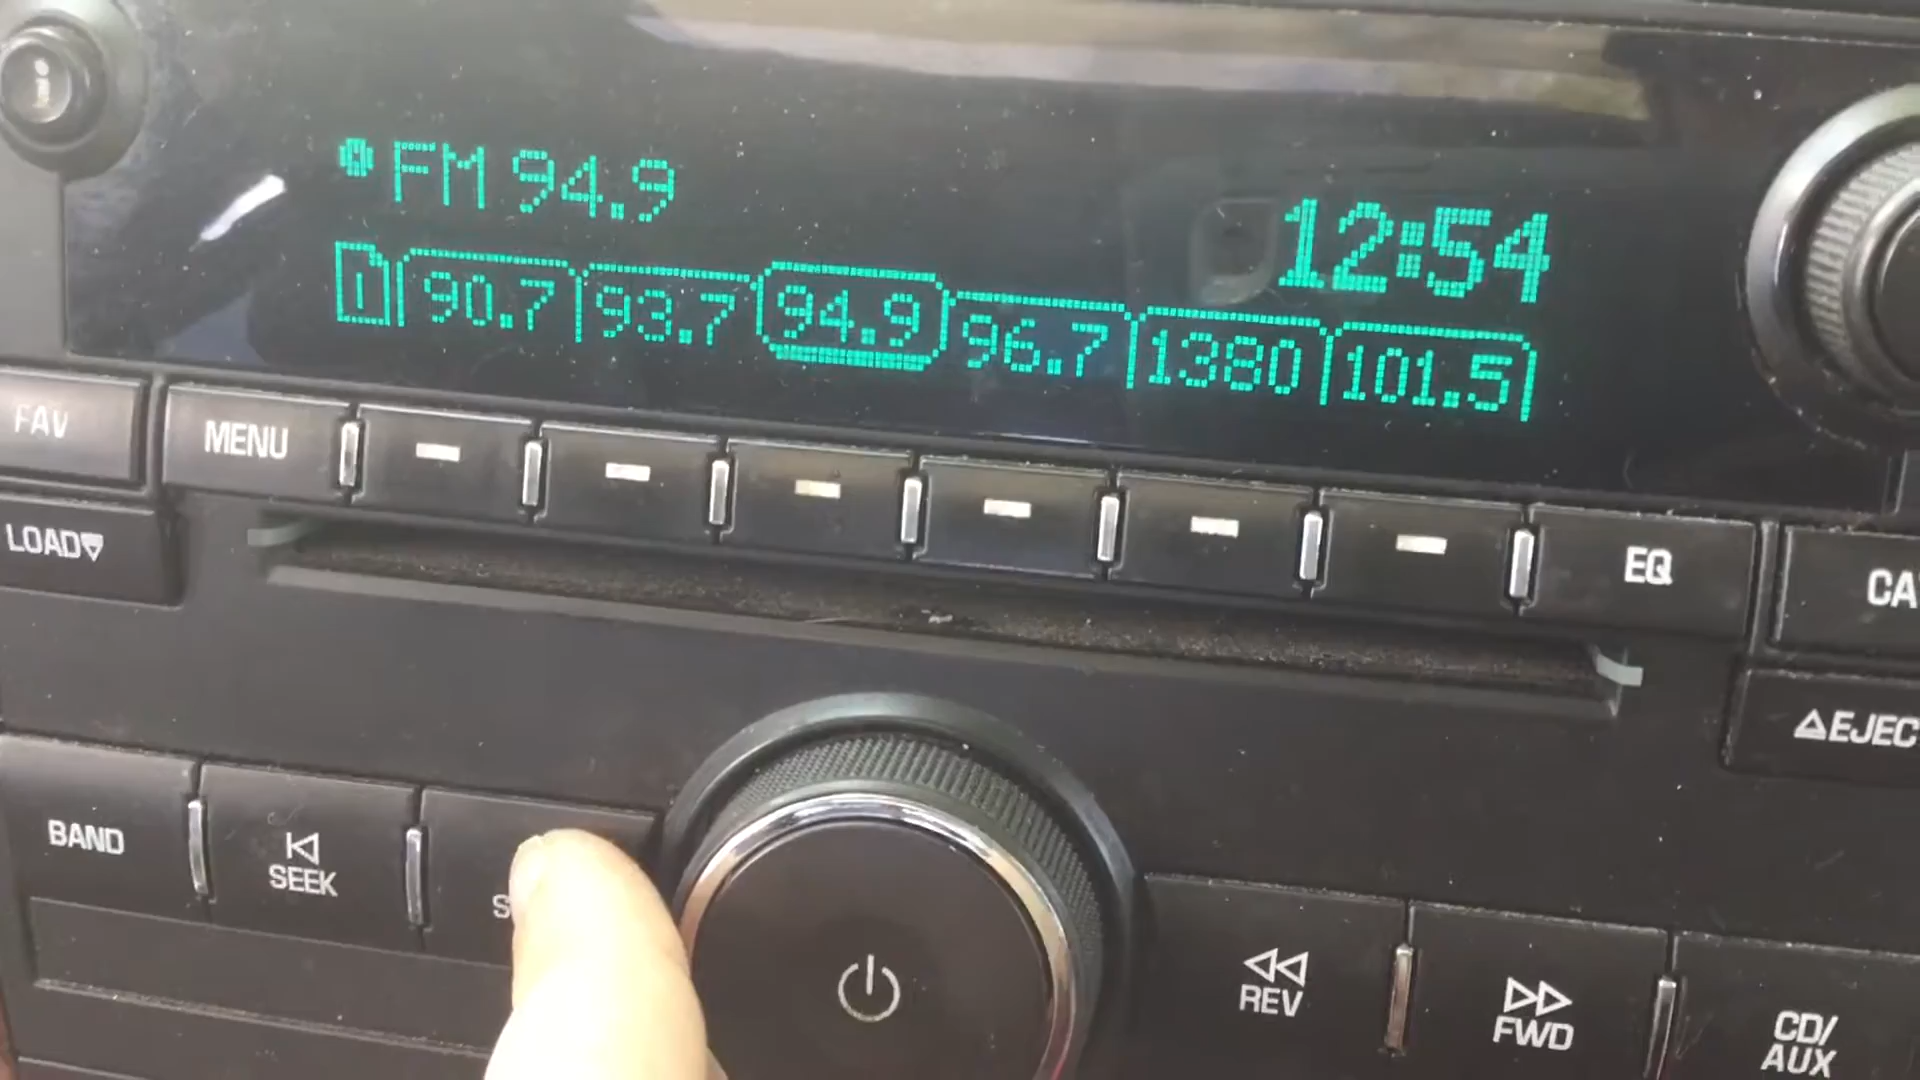 FM 94.9
12:54
1 90.7 93.7 94.9 96.7 1380 101.5
FAV
MENU
EQ
LOAD
BAND
SEEK
REV
FWD
CD/
AUX